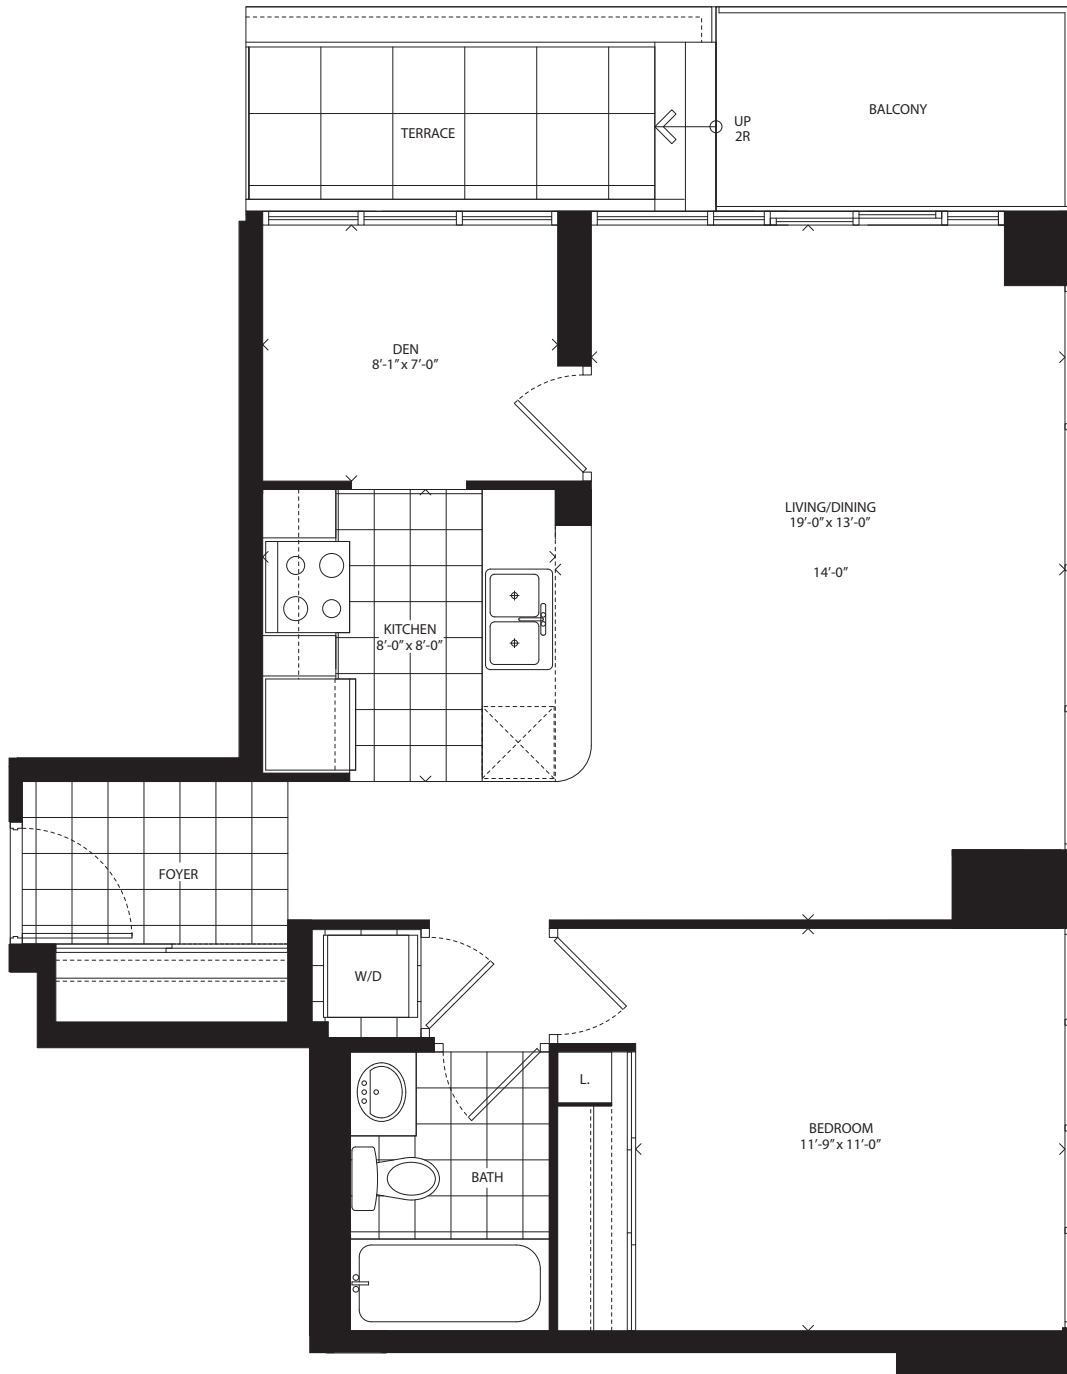 BALCONY
UP
2R
TERRACE
DEN
8’-1” x 7’-0”
LIVING/DINING
19’-0” x 13’-0”
14’-0”
KITCHEN
8’-0” x 8’-0”
FOYER
W/D
L.
BEDROOM
11’-9” x 11’-0”
BATH